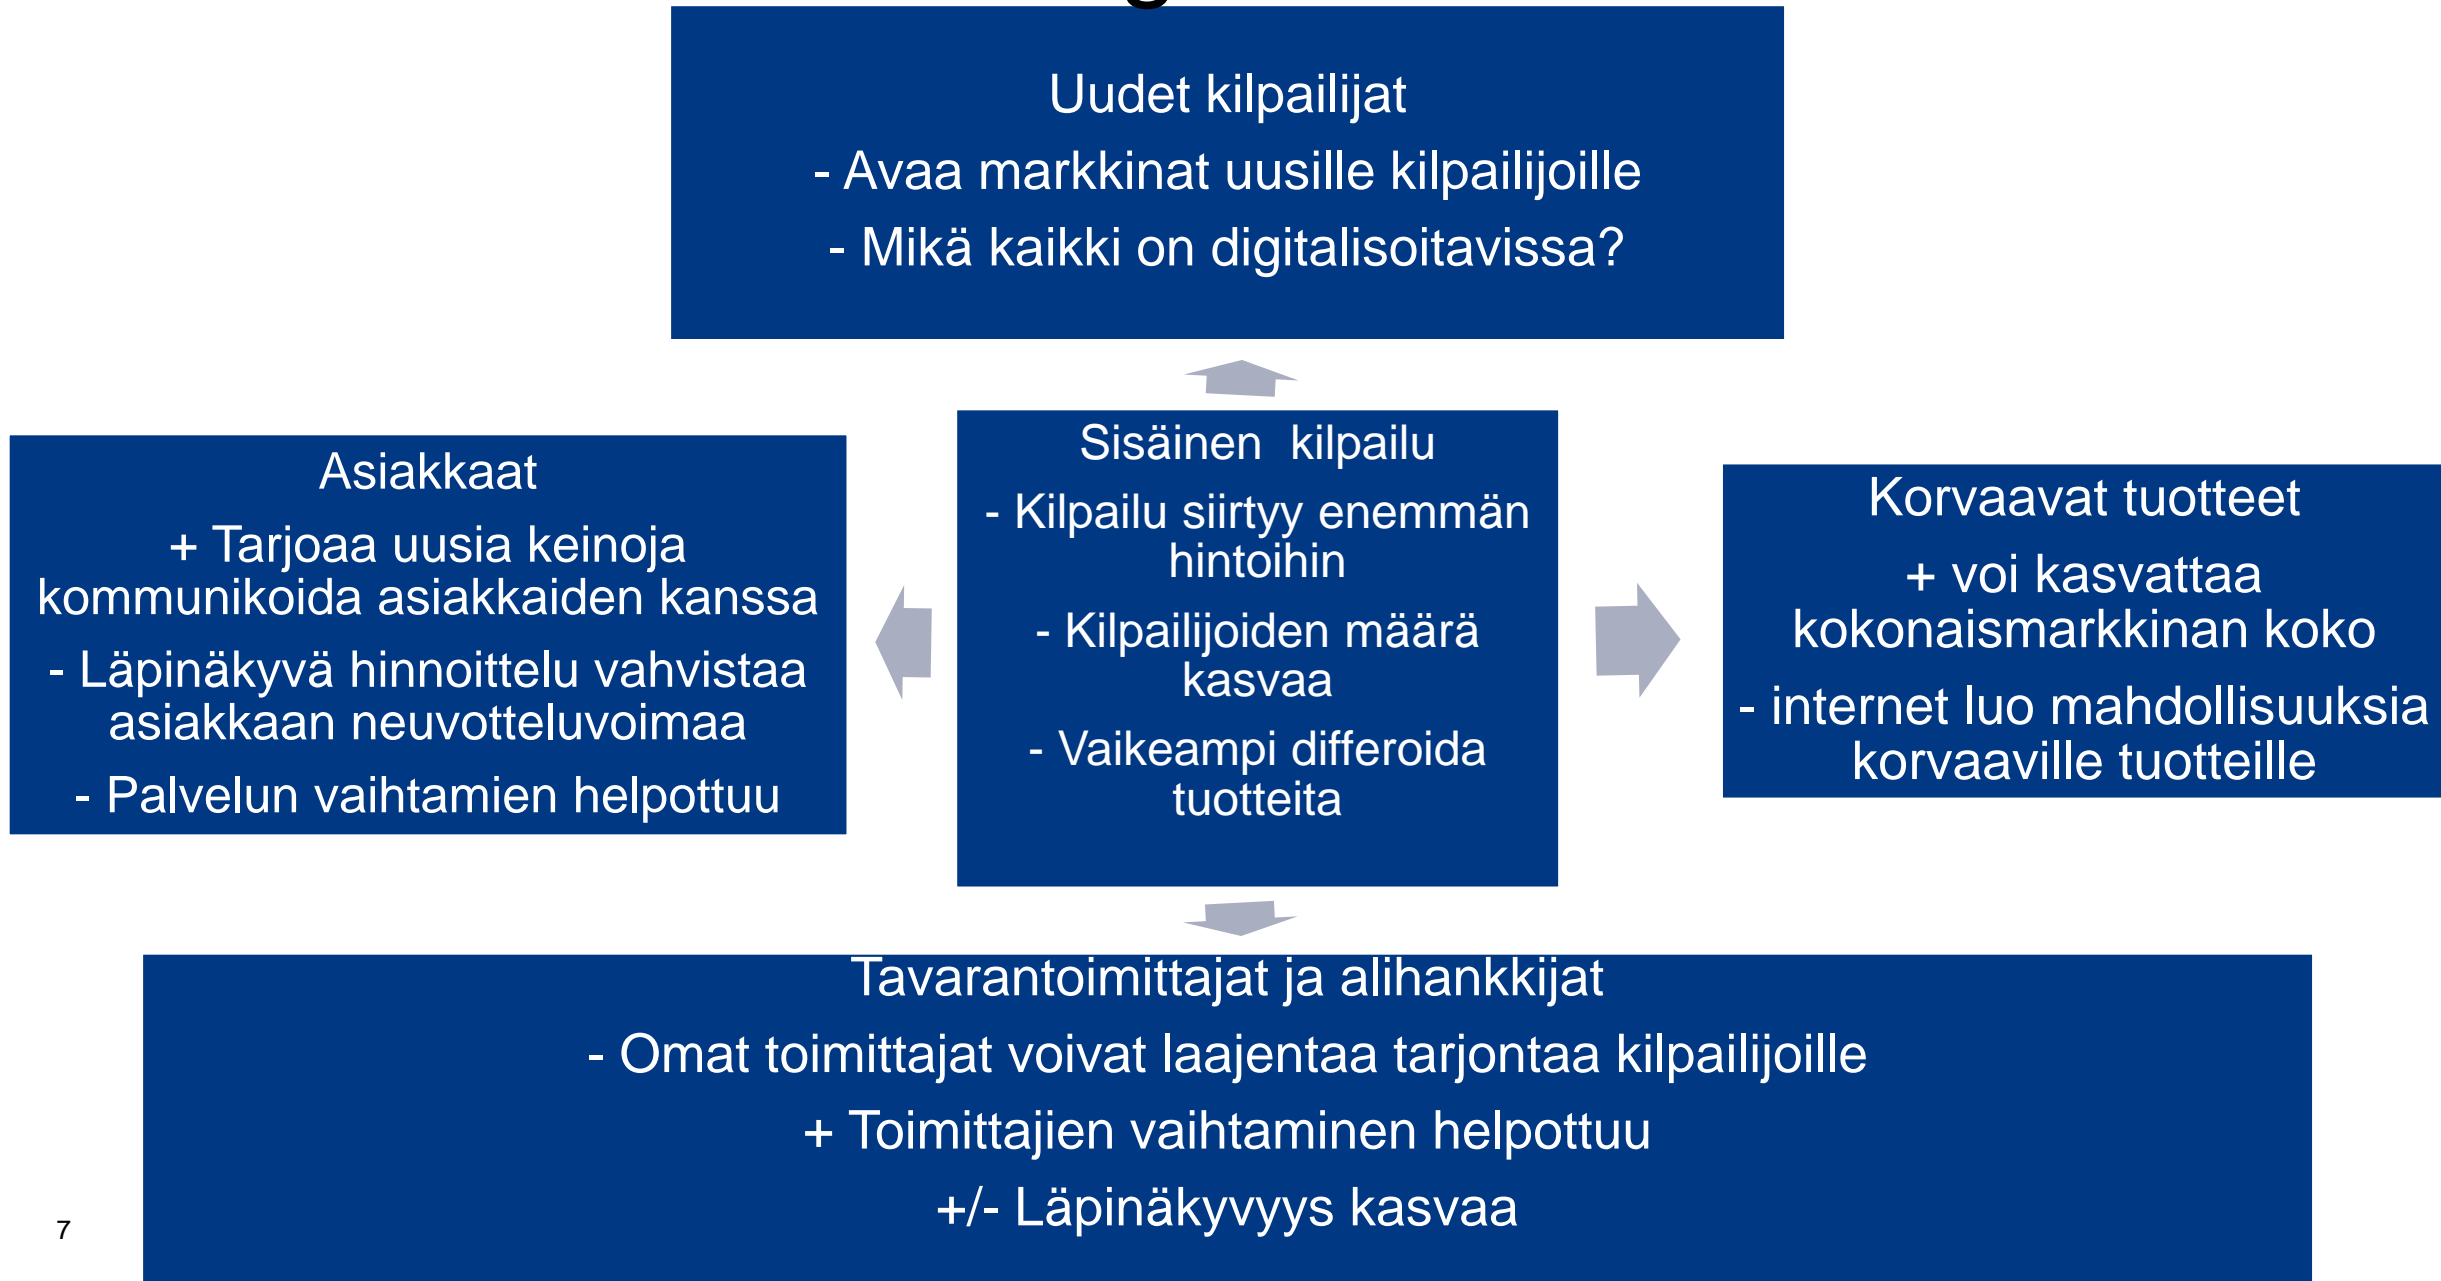 Uudet kilpailijat
- Avaa markkinat uusille kilpailijoille
- Mikä kaikki on digitalisoitavissa?
Asiakkaat
+ Tarjoaa uusia keinoja
kommunikoida asiakkaiden kanssa
- Läpinäkyvä hinnoittelu vahvistaa
asiakkaan neuvotteluvoimaa
- Palvelun vaihtamien helpottuu
Sisäinen kilpailu
- Kilpailu siirtyy enemmän
hintoihin
- Kilpailijoiden määrä
kasvaa
- Vaikeampi differoida
tuotteita
Korvaavat tuotteet
+ voi kasvattaa
kokonaismarkkinan koko
- internet luo mahdollisuuksia
korvaaville tuotteille
Tavarantoimittajat ja alihankkijat
- Omat toimittajat voivat laajentaa tarjontaa kilpailijoille
+ Toimittajien vaihtaminen helpottuu
+/- Läpinäkyvyys kasvaa
7